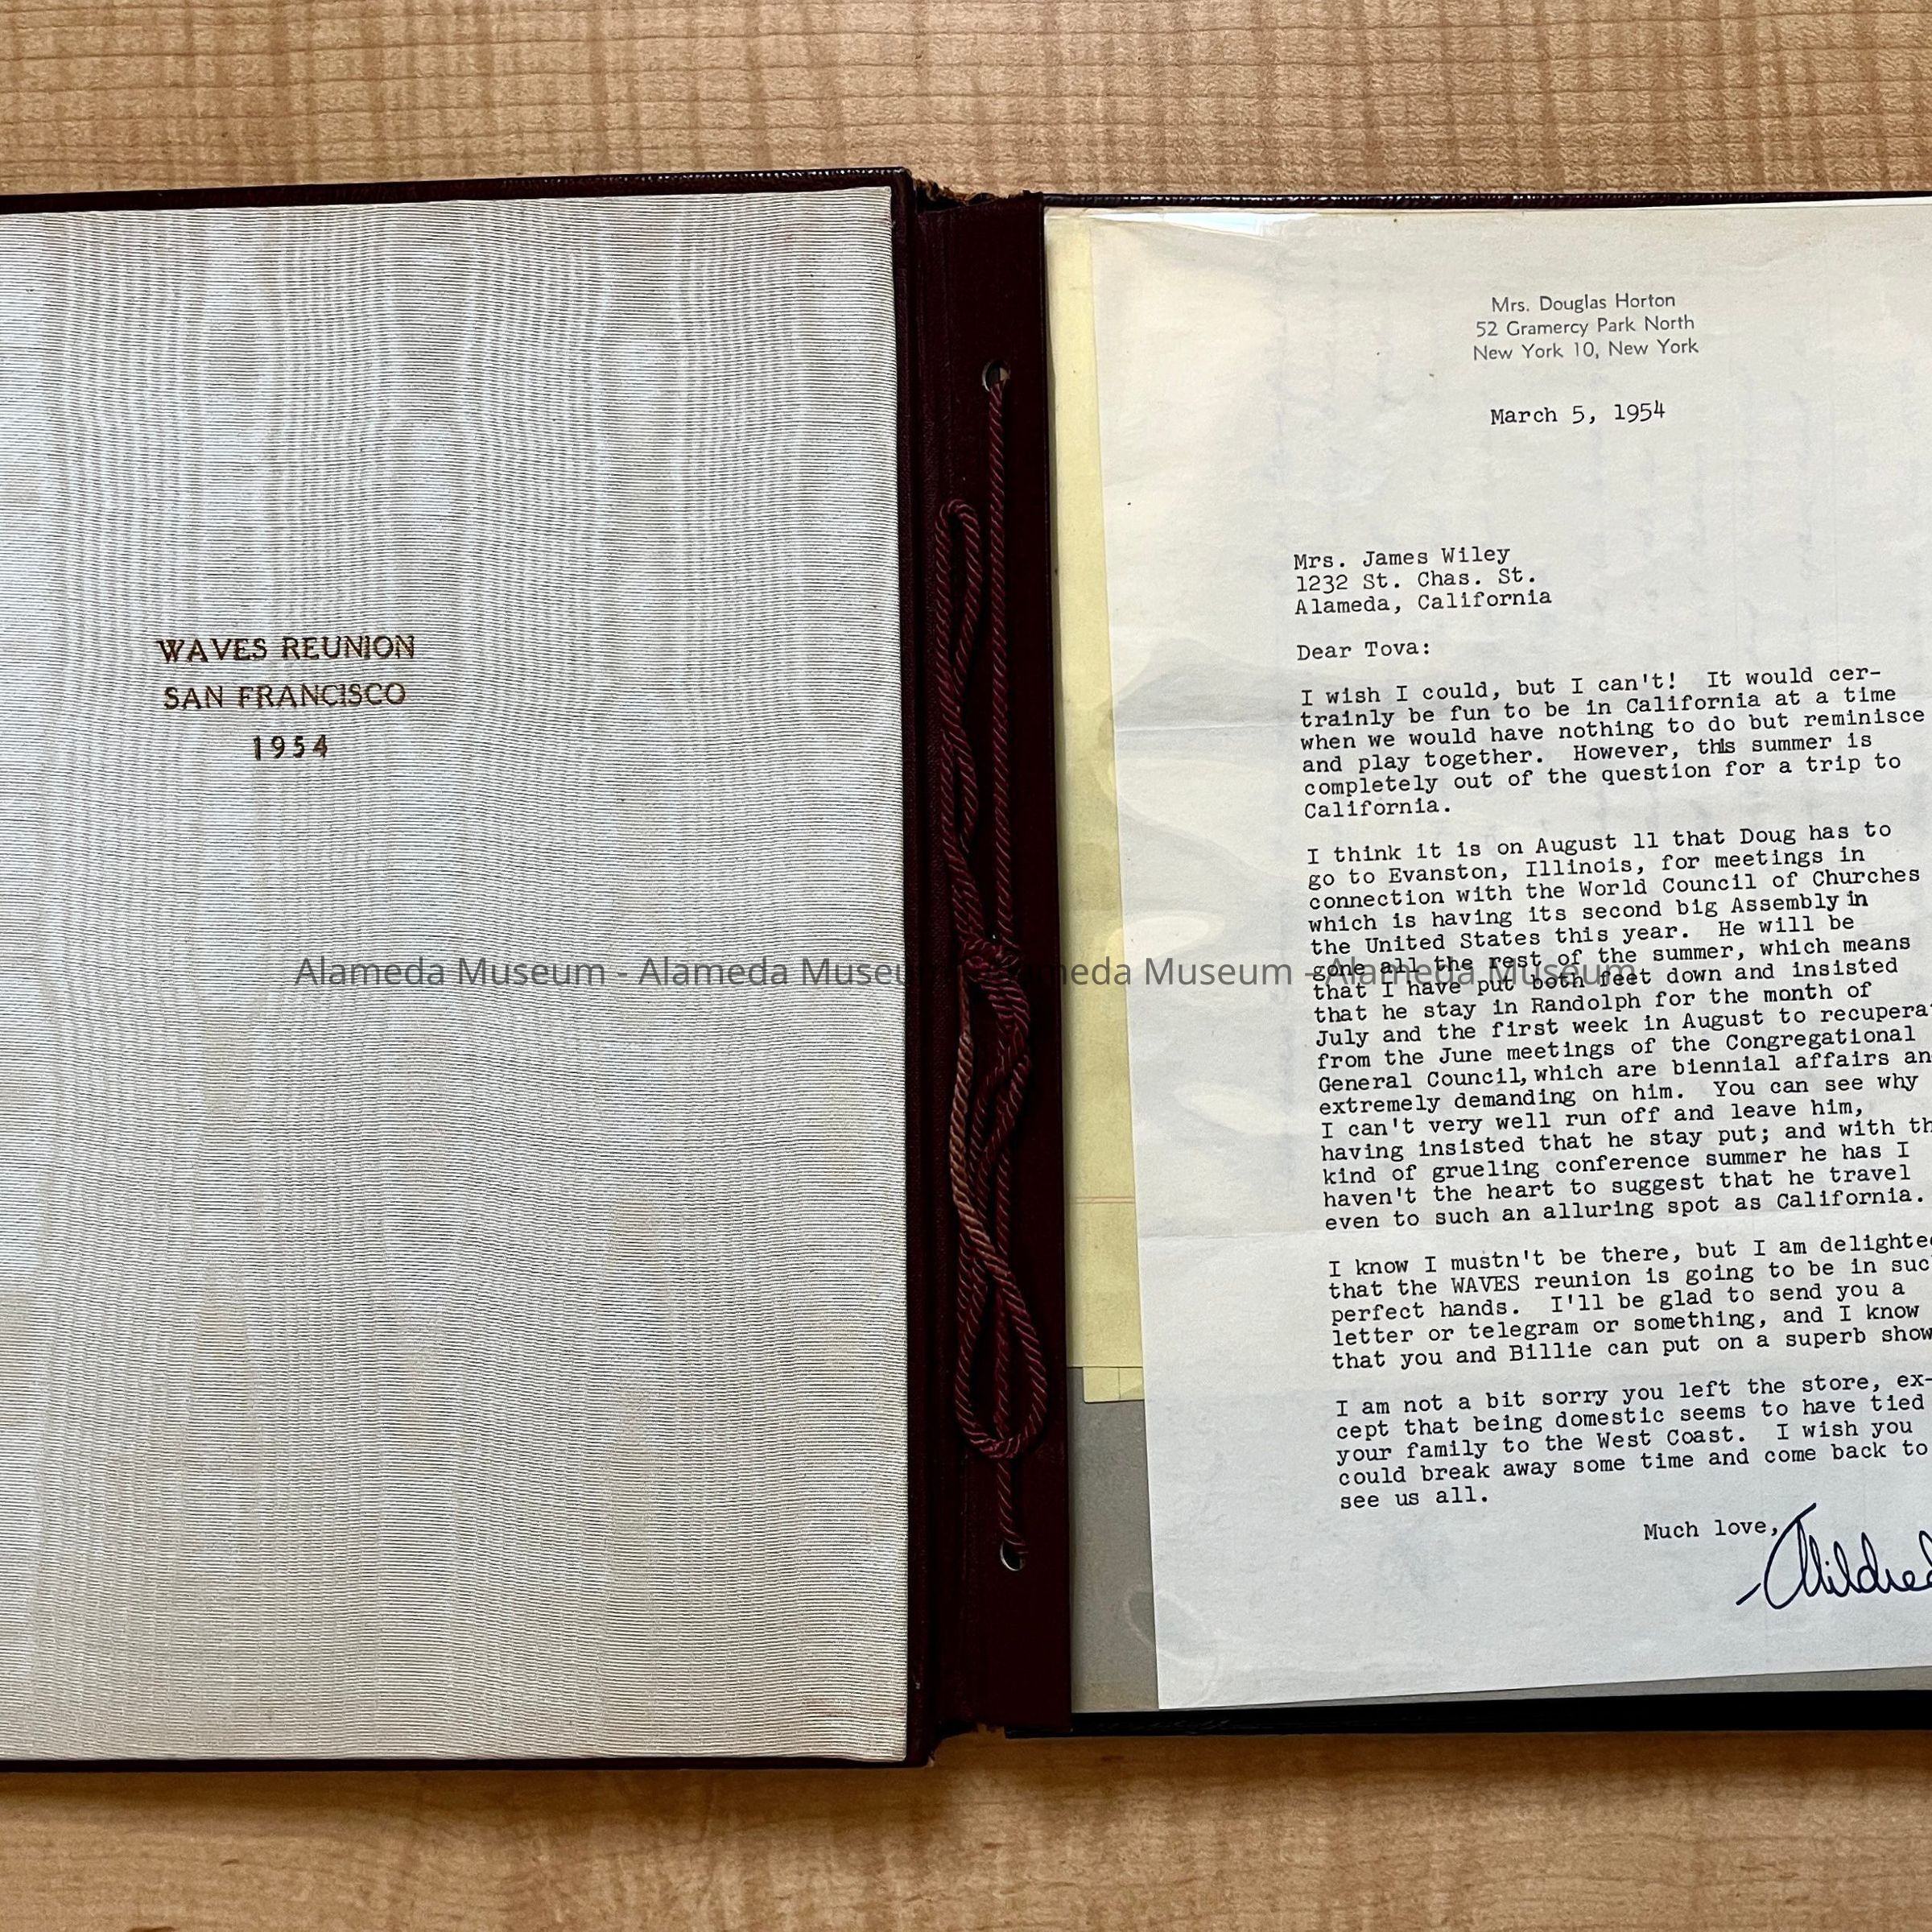 WAVES REUNION
SAN FRANCISCO
1954
Mrs. Douglas Horton
52 Gramercy Park North
New York 10, New York
March 5, 1954
Mrs. James Wiley
1232 St. Chas. St.
Alameda, California
Dear Tova:
I wish I could, but I can't! It would cer-
trainly be fun to be in California at a time
when we would have nothing to do but reminisce
and play together. However, this summer is
completely out of the question for a trip to
California.
I think it is on August 11 that Doug has to
go to Evanston, Illinois, for meetings in
connection with the World Council of Churches
which is having its second big Assembly in
the United States this year. He will be
gone all the rest of the summer, which means
that I have put both feet down and insisted
that he stay in Randolph for the month of
July and the first week in August to recupera
from the June meetings of the Congregational
General Council, which are biennial affairs an
extremely demanding on him. You can see why
I can't very well run off and leave him,
having insisted that he stay put; and with th
kind of grueling conference summer he has I
haven't the heart to suggest that he travel
even to such an alluring spot as California.
I know I mustn't be there, but I am delighte
that the WAVES reunion is going to be in suc
perfect hands. I'll be glad to send you a
letter or telegram or something, and I know
that you and Billie can put on a superb show
I am not a bit sorry you left the store, ex-
cept that being domestic seems to have tied
your family to the West Coast. I wish you
could break away some time and come back to
see us all.
Much love,
Mildred
Alameda Museum - Alameda Museum - Alameda Museum - Alameda Museum